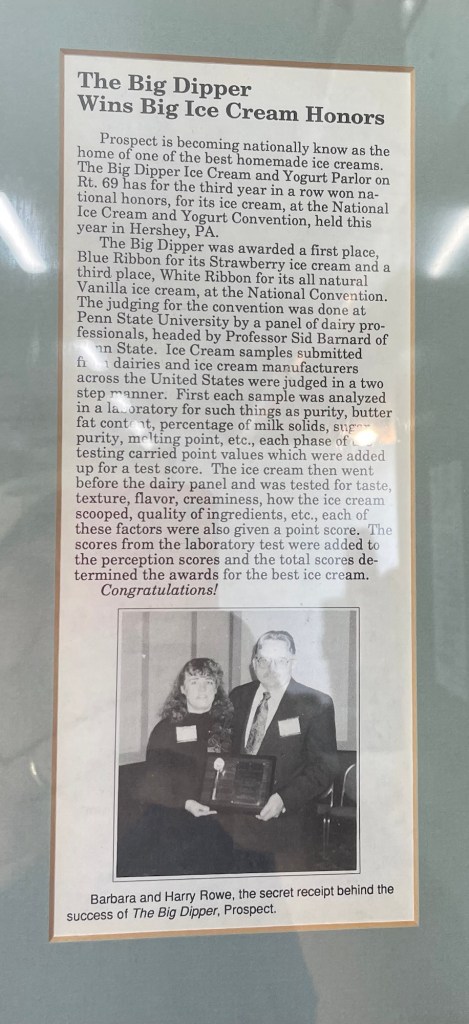 The Big Dipper
Wins Big Ice Cream Honors
Prospect is becoming nationally know as the
home of one of the best homemade ice creams.
The Big Dipper Ice Cream and Yogurt Parlor on
Rt. 69 has for the third year in a row won na-
tional honors, for its ice cream, at the National
Ice Cream and Yogurt Convention, held this
year in Hershey, PA.
The Big Dipper was awarded a first place,
Blue Ribbon for its Strawberry ice cream and a
third place, White Ribbon for its all natural
Vanilla ice cream, at the National Convention.
The judging for the convention was done at
Penn State University by a panel of dairy pro-
fessionals, headed by Professor Sid Barnard of
Penn State. Ice Cream samples submitted
from dairies and ice cream manufacturers
across the United States were judged in a two
step manner. First each sample was analyzed
in a laboratory for such things as purity, butter
fat content, percentage of milk solids, sugar
purity, melting point, etc., each phase of
testing carried point values which were added
up for a test score. The ice cream then went
before the dairy panel and was tested for taste,
texture, flavor, creaminess, how the ice cream
scooped, quality of ingredients, etc., each of
these factors were also given a point score. The
scores from the laboratory test were added to
the perception scores and the total scores de-
termined the awards for the best ice cream.
Congratulations!
Barbara and Harry Rowe, the secret receipt behind the
success of The Big Dipper, Prospect.